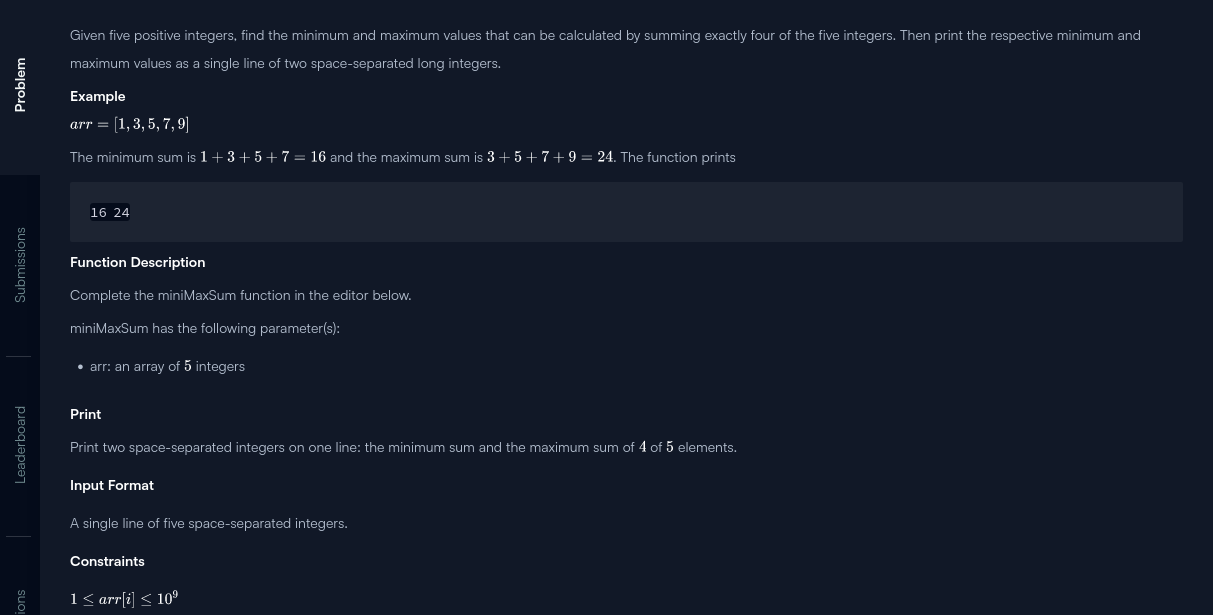 Problem
Submissions
Leaderboard
ions
Given five positive integers, find the minimum and maximum values that can be calculated by summing exactly four of the five integers. Then print the respective minimum and
maximum values as a single line of two space-separated long integers.
Example
arr = [1, 3, 5, 7, 9]
The minimum sum is 1 + 3 + 5 + 7 = 16 and the maximum sum is 3 + 5 + 7 + 9 = 24. The function prints
16 24
Function Description
Complete the miniMaxSum function in the editor below.
miniMaxSum has the following parameter(s):
• arr: an array of 5 integers
Print
Print two space-separated integers on one line: the minimum sum and the maximum sum of 4 of 5 elements.
Input Format
A single line of five space-separated integers.
Constraints
1 ≤ arr[i] ≤ 10⁹